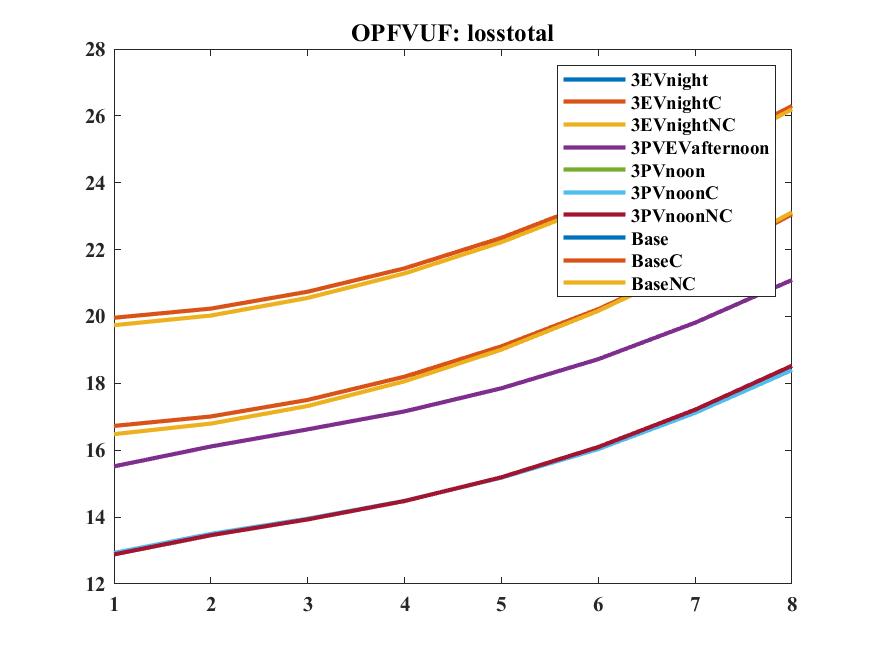 OPFVUF: losstotal
28
26
24
22
20
18
16
14
12
3EVnight
3EVnightC
3EVnightNC
3PVEVafternoon
3PVnoon
3PVnoonC
3PVnoonNC
Base
BaseC
BaseNC
1 2 3 4 5 6 7 8